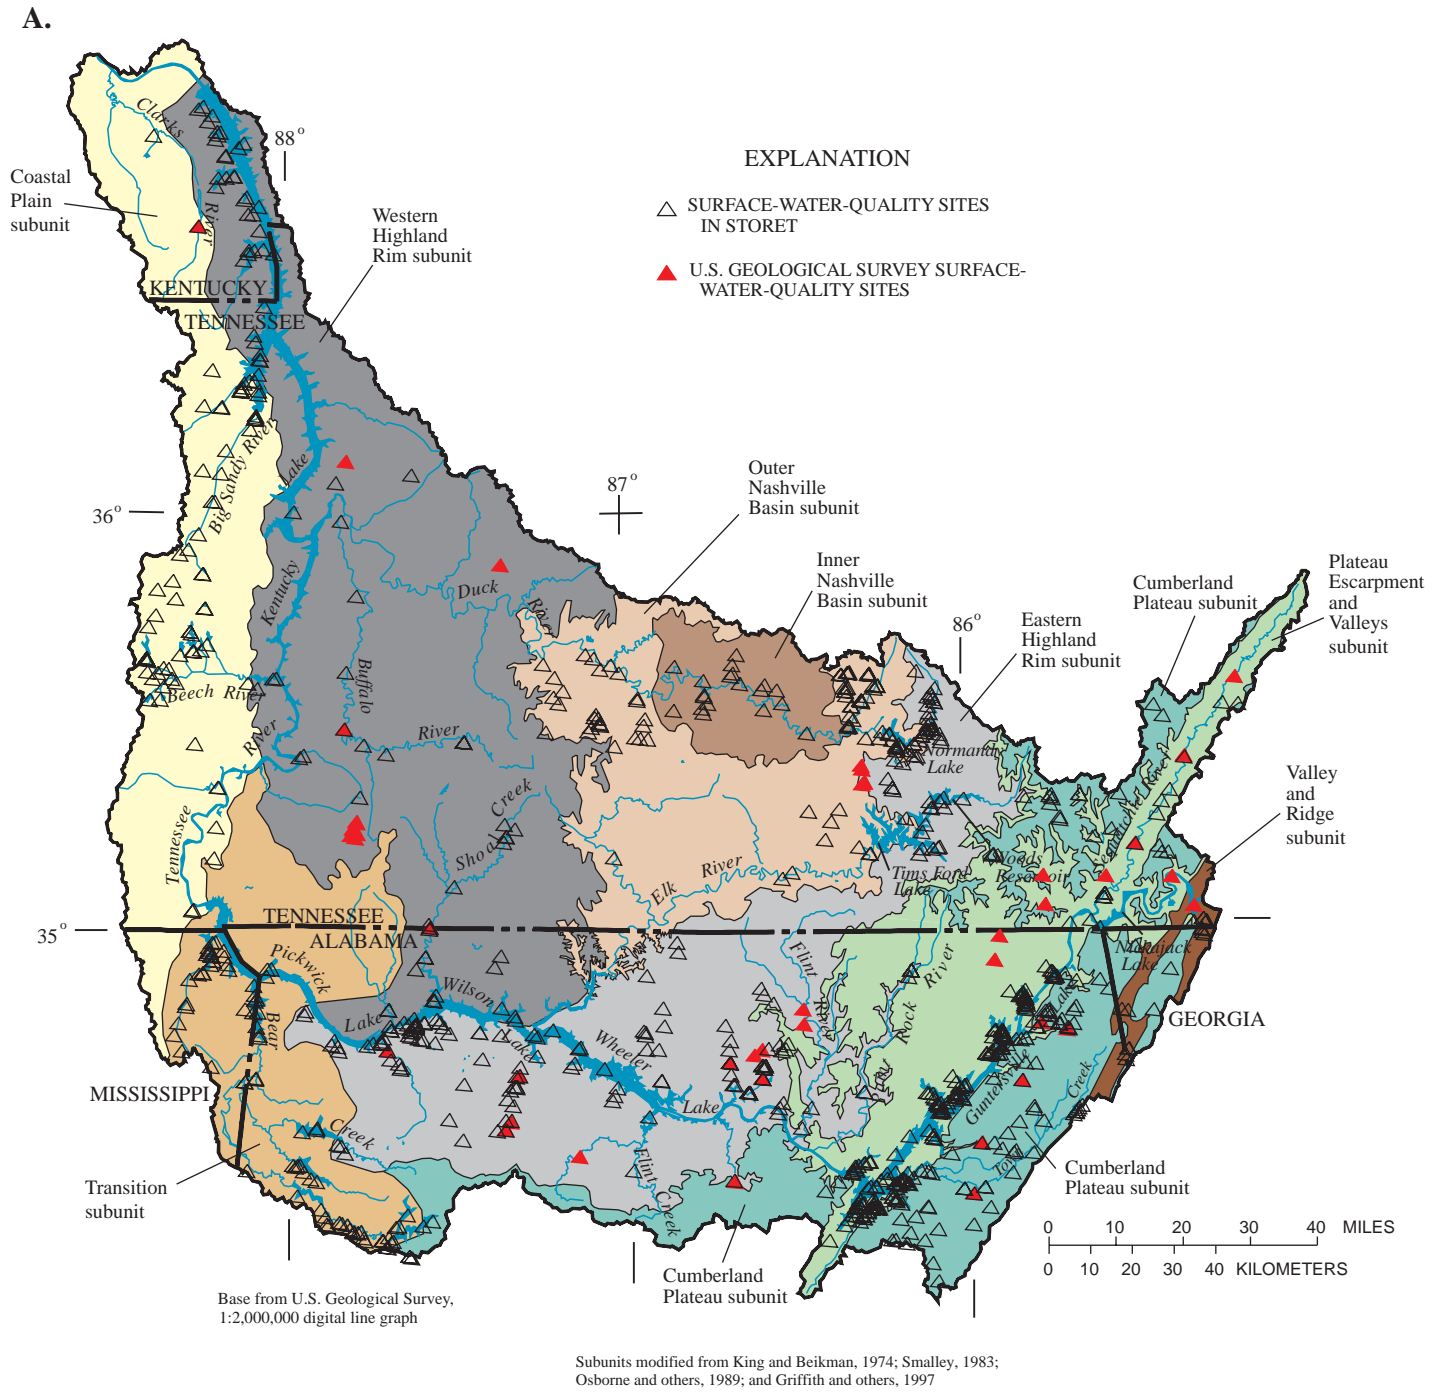 A.
88°
EXPLANATION
SURFACE-WATER-QUALITY SITES
IN STORET
U.S. GEOLOGICAL SURVEY SURFACE-
WATER-QUALITY SITES
Coastal
Plain
subunit
Clarks
River
Western
Highland
Rim subunit
KENTUCKY
TENNESSEE
Big Sandy River
Lake
Kentucky
36°
87°
Outer
Nashville
Basin subunit
Inner
Nashville
Basin subunit
86°
Eastern
Highland
Rim subunit
Cumberland
Plateau subunit
Plateau
Escarpment
and
Valleys
subunit
Duck
River
Beech River
Buffalo
River
River
Tennessee
Shoal Creek
Elk River
Normandy
Lake
Tims Ford
Lake
Woods
Reservoir
Sequatchie River
Valley
and
Ridge
subunit
35°
TENNESSEE
ALABAMA
Pickwick
Lake
Wilson
Lake
Wheeler
Lake
Flint
River
Paint Rock River
Nickajack
Lake
Guntersville
Lake
GEORGIA
Bear
Creek
MISSISSIPPI
Flint Creek
Town Creek
Transition
subunit
Cumberland
Plateau subunit
Cumberland
Plateau subunit
0 10 20 30 40 MILES
0 10 20 30 40 KILOMETERS
Base from U.S. Geological Survey,
1:2,000,000 digital line graph
Subunits modified from King and Beikman, 1974; Smalley, 1983;
Osborne and others, 1989; and Griffith and others, 1997